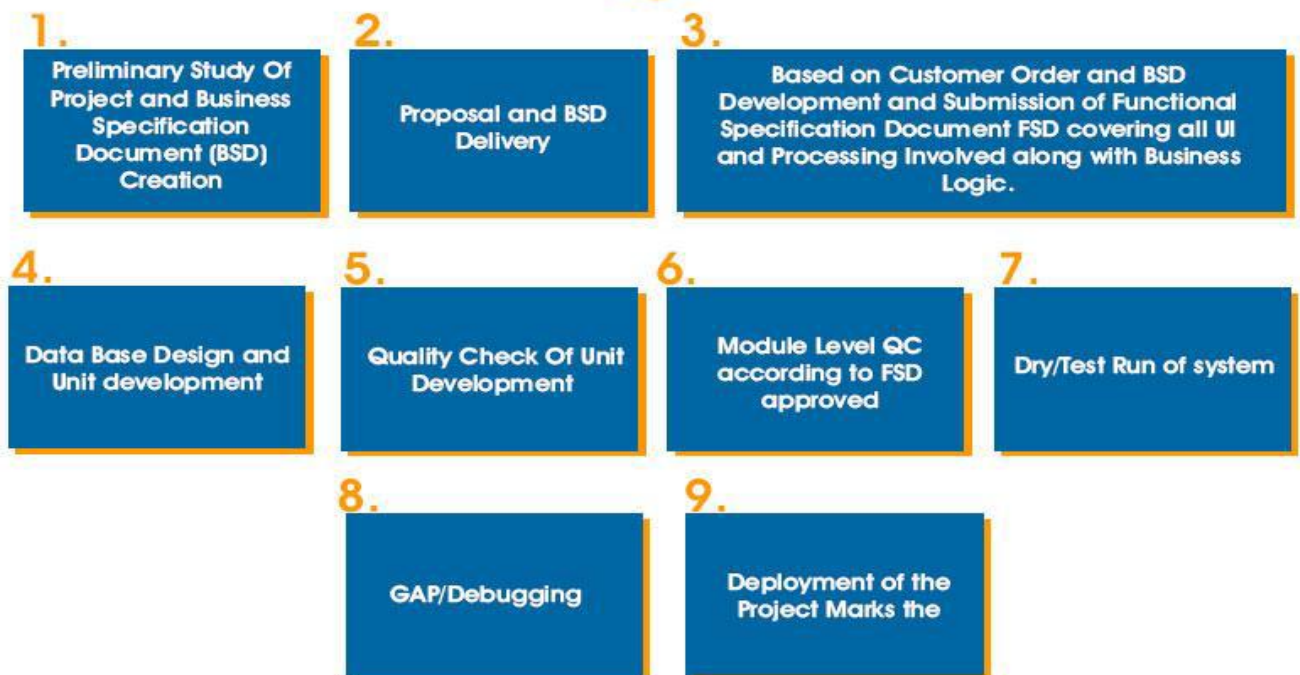 1.
Preliminary Study Of
Project and Business
Specification
Document (BSD)
Creation
2.
Proposal and BSD
Delivery
3.
Based on Customer Order and BSD
Development and Submission of Functional
Specification Document FSD covering all UI
and Processing Involved along with Business
Logic.
4.
Data Base Design and
Unit development
5.
Quality Check Of Unit
Development
6.
Module Level QC
according to FSD
approved
7.
Dry/Test Run of system
8.
GAP/Debugging
9.
Deployment of the
Project Marks the